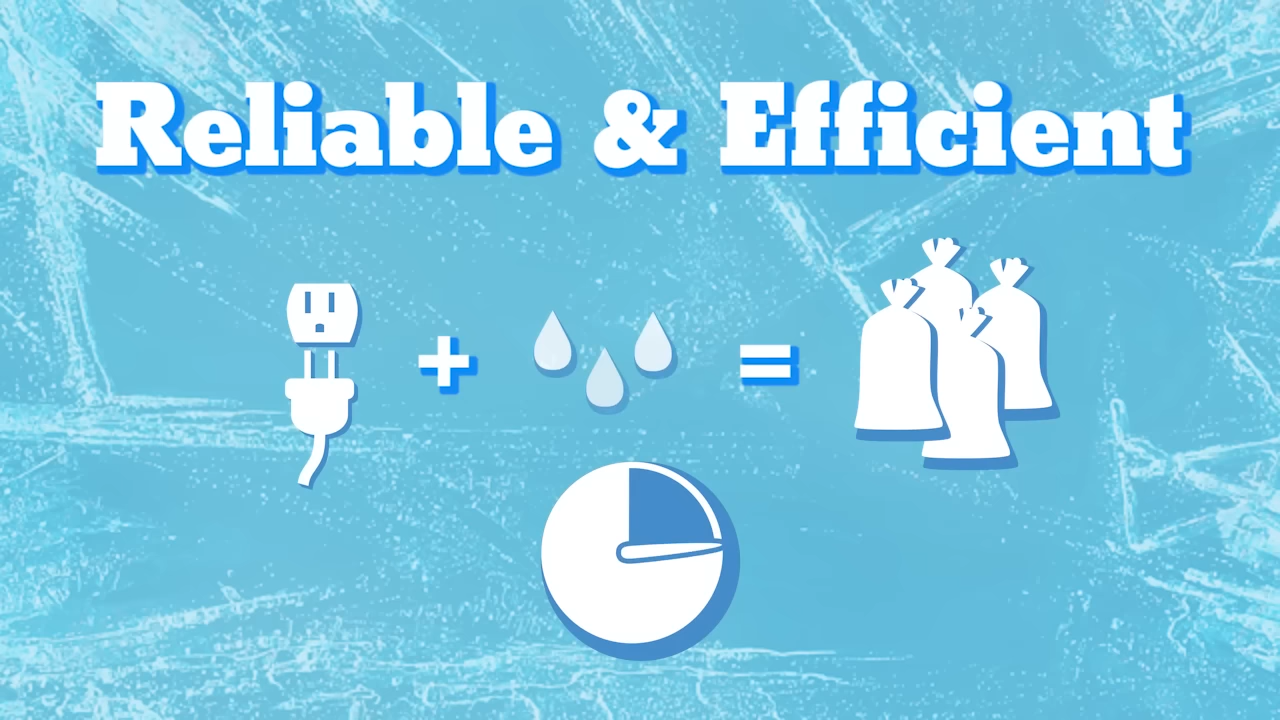 Reliable & Efficient
+ =